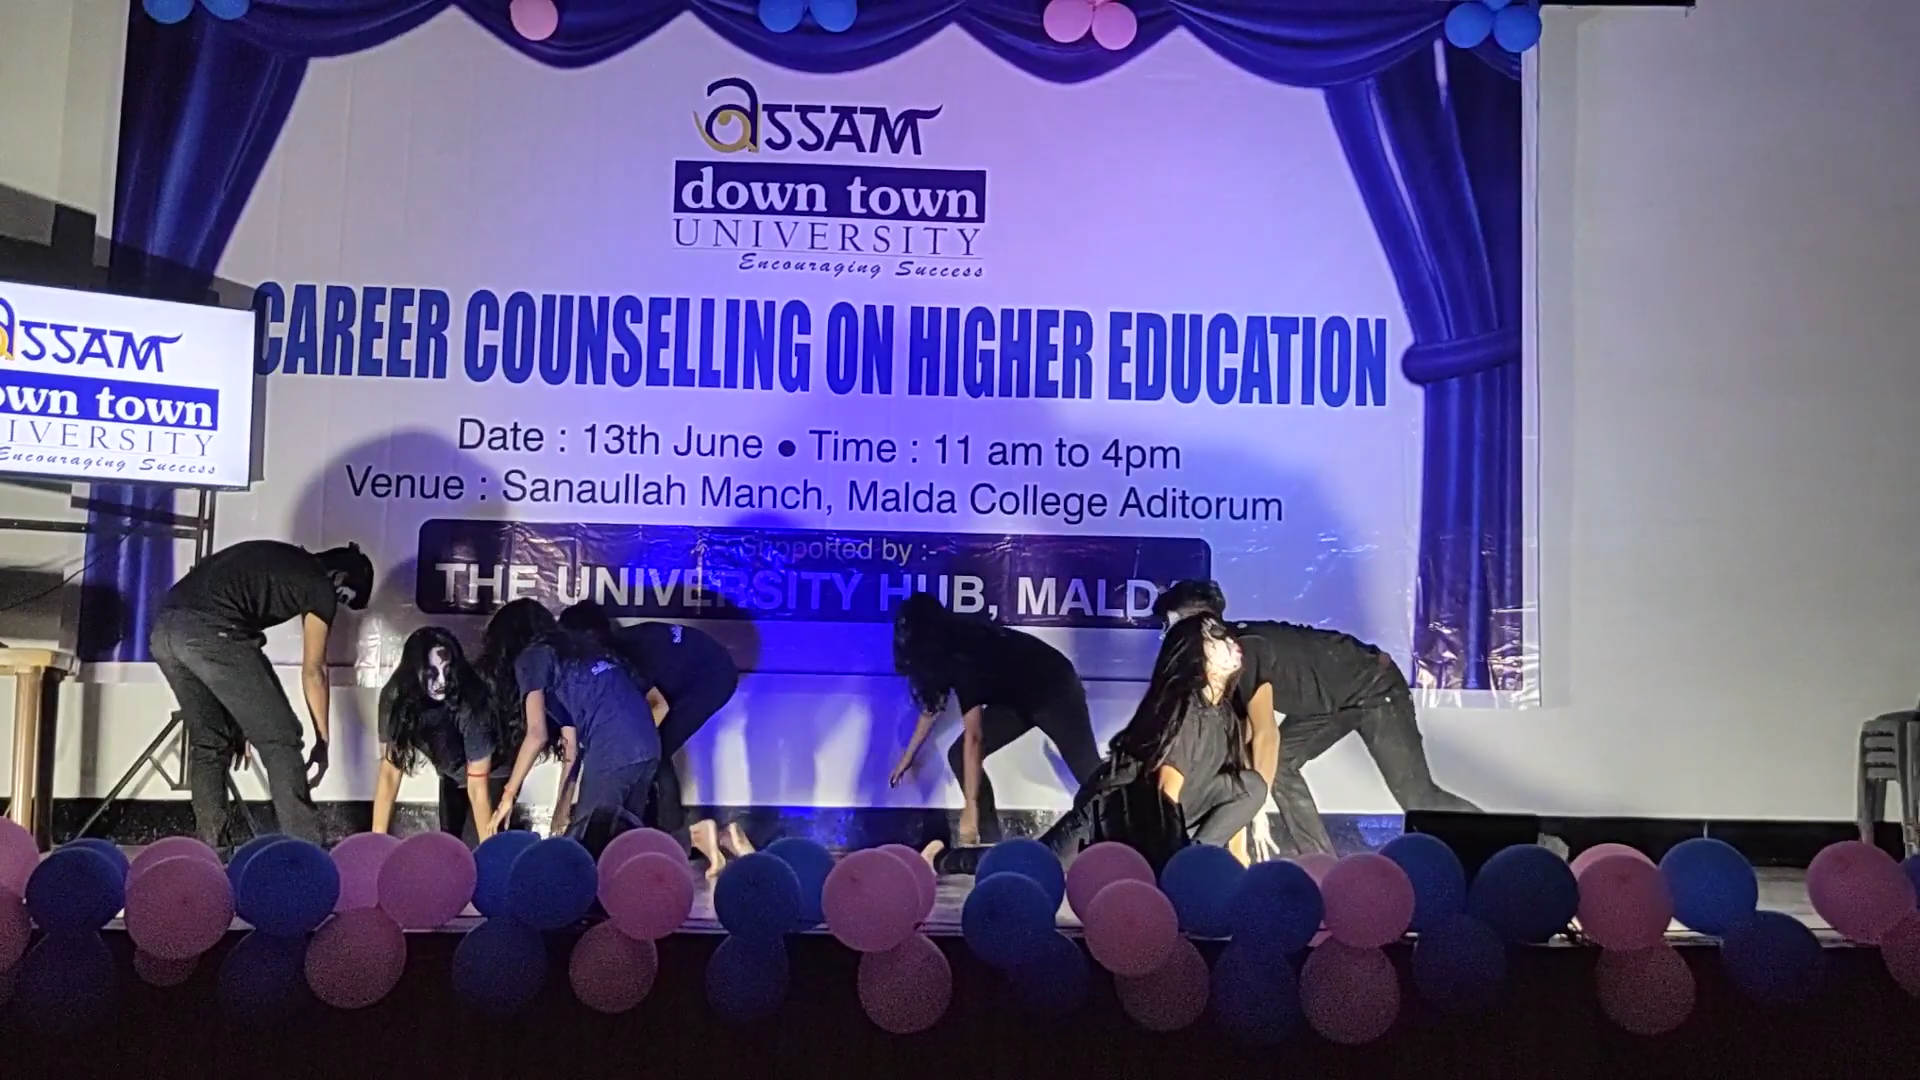 ASSAM
down town
UNIVERSITY
Encouraging Success
CAREER COUNSELLING ON HIGHER EDUCATION
Date : 13th June ● Time : 11 am to 4pm
Venue : Sanaullah Manch, Malda College Aditorum
Supported by :-
THE UNIVERSITY HUB, MALD
ASSAM
own town
IVERSITY
Encouraging Success